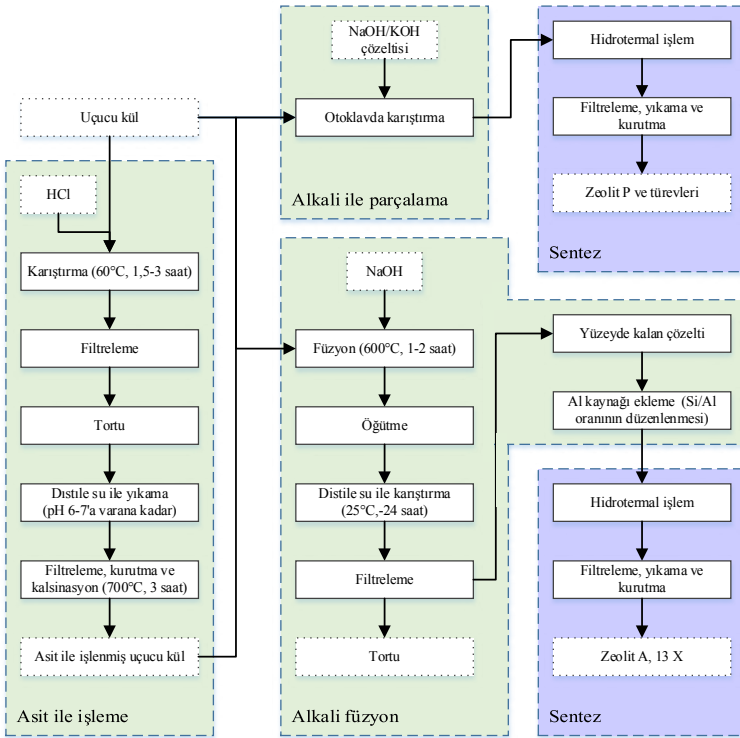 Uçucu kül
HCl
Karıştırma (60°C, 1,5-3 saat)
Filtreleme
Tortu
Distile su ile yıkama
(pH 6-7'a varana kadar)
Filtreleme, kurutma ve
kalsinasyon (700°C, 3 saat)
Asit ile işlenmiş uçucu kül
Asit ile işleme
NaOH/KOH
çözeltisi
Otoklavda karıştırma
Alkali ile parçalama
Hidrotermal işlem
Filtreleme, yıkama ve
kurutma
Zeolit P ve türevleri
Sentez
NaOH
Füzyon (600°C, 1-2 saat)
Öğütme
Distile su ile karıştırma
(25°C,-24 saat)
Filtreleme
Tortu
Alkali füzyon
Yüzeyde kalan çözelti
Al kaynağı ekleme (Si/Al
oranının düzenlenmesi)
Hidrotermal işlem
Filtreleme, yıkama ve
kurutma
Zeolit A, 13 X
Sentez